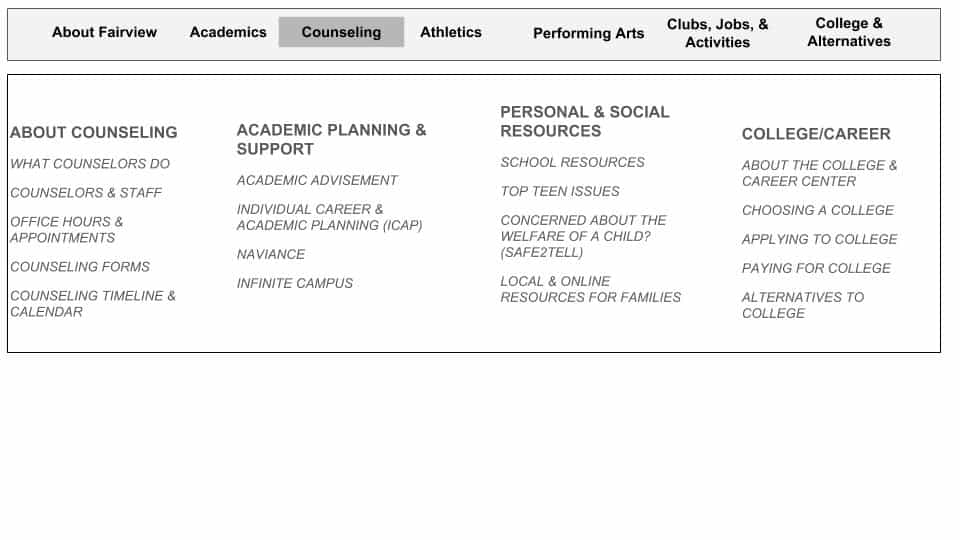 About Fairview
Academics
Counseling
Athletics
Performing Arts
Clubs, Jobs, &
Activities
College &
Alternatives
ABOUT COUNSELING
WHAT COUNSELORS DO
COUNSELORS & STAFF
OFFICE HOURS &
APPOINTMENTS
COUNSELING FORMS
COUNSELING TIMELINE &
CALENDAR
ACADEMIC PLANNING &
SUPPORT
ACADEMIC ADVISEMENT
INDIVIDUAL CAREER &
ACADEMIC PLANNING (ICAP)
NAVIANCE
INFINITE CAMPUS
PERSONAL & SOCIAL
RESOURCES
SCHOOL RESOURCES
TOP TEEN ISSUES
CONCERNED ABOUT THE
WELFARE OF A CHILD?
(SAFE2TELL)
LOCAL & ONLINE
RESOURCES FOR FAMILIES
COLLEGE/CAREER
ABOUT THE COLLEGE &
CAREER CENTER
CHOOSING A COLLEGE
APPLYING TO COLLEGE
PAYING FOR COLLEGE
ALTERNATIVES TO
COLLEGE